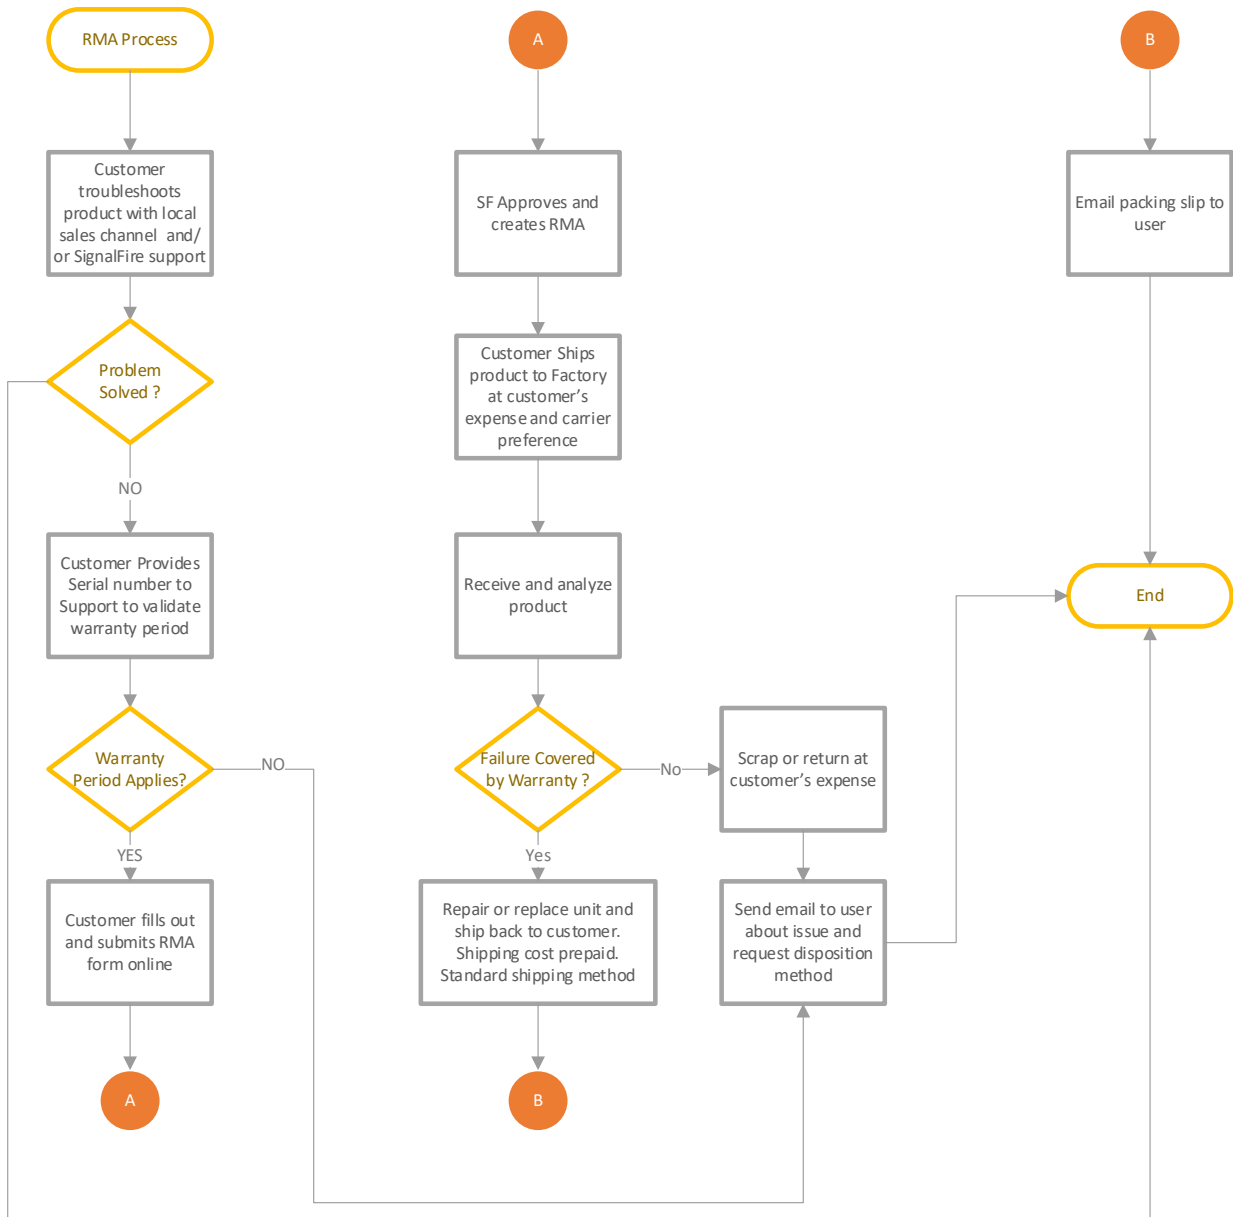 RMA Process
Customer
troubleshoots
product with local
sales channel and/
or SignalFire support
Problem
Solved ?
NO
Customer Provides
Serial number to
Support to validate
warranty period
Warranty
Period Applies?
NO
YES
Customer fills out
and submits RMA
form online
A
A
SF Approves and
creates RMA
Customer Ships
product to Factory
at customer’s
expense and carrier
preference
Receive and analyze
product
Failure Covered
by Warranty ?
No
Yes
Repair or replace unit and
ship back to customer.
Shipping cost prepaid.
Standard shipping method
B
Scrap or return at
customer’s expense
Send email to user
about issue and
request disposition
method
B
Email packing slip to
user
End